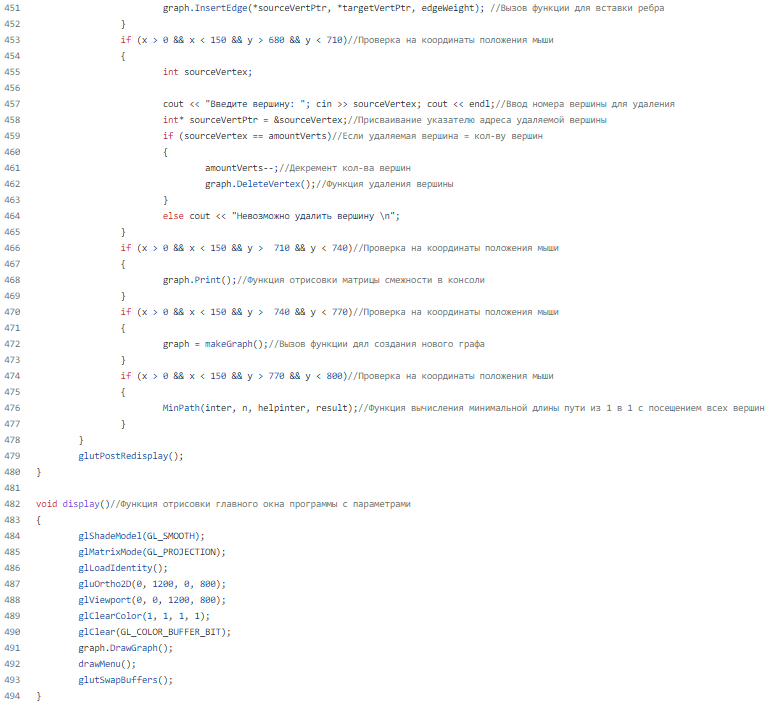 451 graph.InsertEdge(*sourceVertPtr, *targetVertPtr, edgeWeight); //Вызов функции для вставки ребра
452 }
453 if (x > 0 && x < 150 && y > 680 && y < 710)//Проверка на координаты положения мыши
454 {
455 int sourceVertex;
456
457 cout << "Введите вершину: "; cin >> sourceVertex; cout << endl;//Ввод номера вершины для удаления
458 int* sourceVertPtr = &sourceVertex;//Присваивание указателю адреса удаляемой вершины
459 if (sourceVertex == amountVerts)//Если удаляемая вершина = кол-ву вершин
460 {
461 amountVerts--;//Декремент кол-ва вершин
462 graph.DeleteVertex();//Функция удаления вершины
463 }
464 else cout << "Невозможно удалить вершину \n";
465 }
466 if (x > 0 && x < 150 && y >  710 && y < 740)//Проверка на координаты положения мыши
467 {
468 graph.Print();//Функция отрисовки матрицы смежности в консоли
469 }
470 if (x > 0 && x < 150 && y >  740 && y < 770)//Проверка на координаты положения мыши
471 {
472 graph = makeGraph();//Вызов функции дял создания нового графа
473 }
474 if (x > 0 && x < 150 && y > 770 && y < 800)//Проверка на координаты положения мыши
475 {
476 MinPath(inter, n, helpinter, result);//Функция вычисления минимальной длины пути из 1 в 1 с посещением всех вершин
477 }
478 }
479 glutPostRedisplay();
480 }
481
482 void display()//Функция отрисовки главного окна программы с параметрами
483 {
484 glShadeModel(GL_SMOOTH);
485 glMatrixMode(GL_PROJECTION);
486 glLoadIdentity();
487 gluOrtho2D(0, 1200, 0, 800);
488 glViewport(0, 0, 1200, 800);
489 glClearColor(1, 1, 1, 1);
490 glClear(GL_COLOR_BUFFER_BIT);
491 graph.DrawGraph();
492 drawMenu();
493 glutSwapBuffers();
494 }